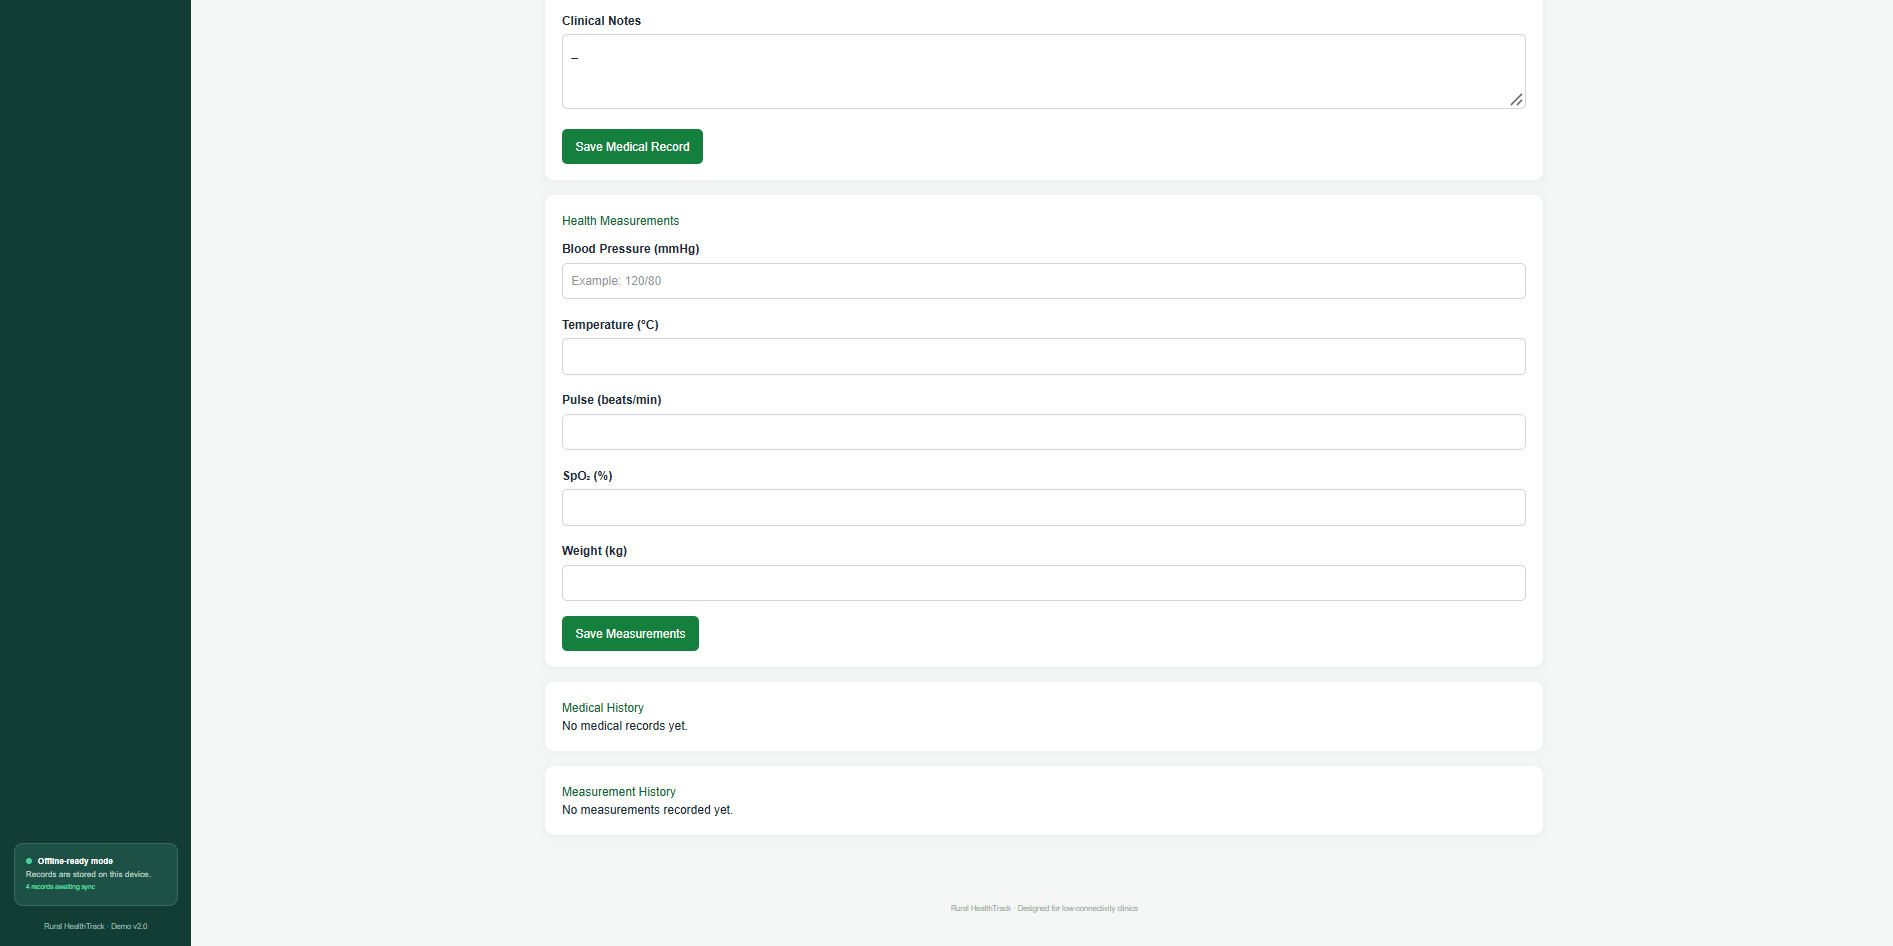 Clinical Notes
–
Save Medical Record
Health Measurements
Blood Pressure (mmHg)
Example: 120/80
Temperature (°C)
Pulse (beats/min)
SpO₂ (%)
Weight (kg)
Save Measurements
Medical History
No medical records yet.
Measurement History
No measurements recorded yet.
Offline-ready mode
Records are stored on this device.
4 records awaiting sync
Rural HealthTrack · Demo v2.0
Rural HealthTrack · Designed for low-connectivity clinics